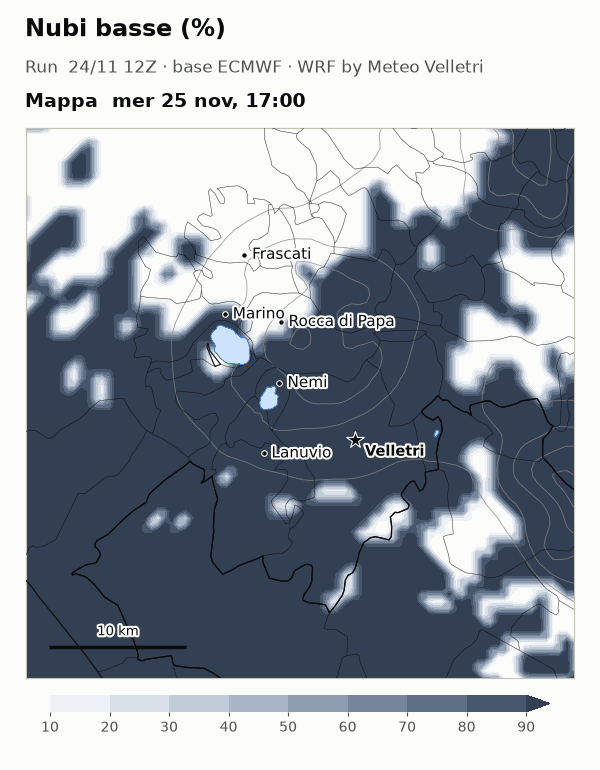 Nubi basse (%)
Run 24/11 12Z · base ECMWF · WRF by Meteo Velletri
Mappa mer 25 nov, 17:00
Frascati
Marino
Rocca di Papa
Nemi
Velletri
Lanuvio
10 km
10 20 30 40 50 60 70 80 90